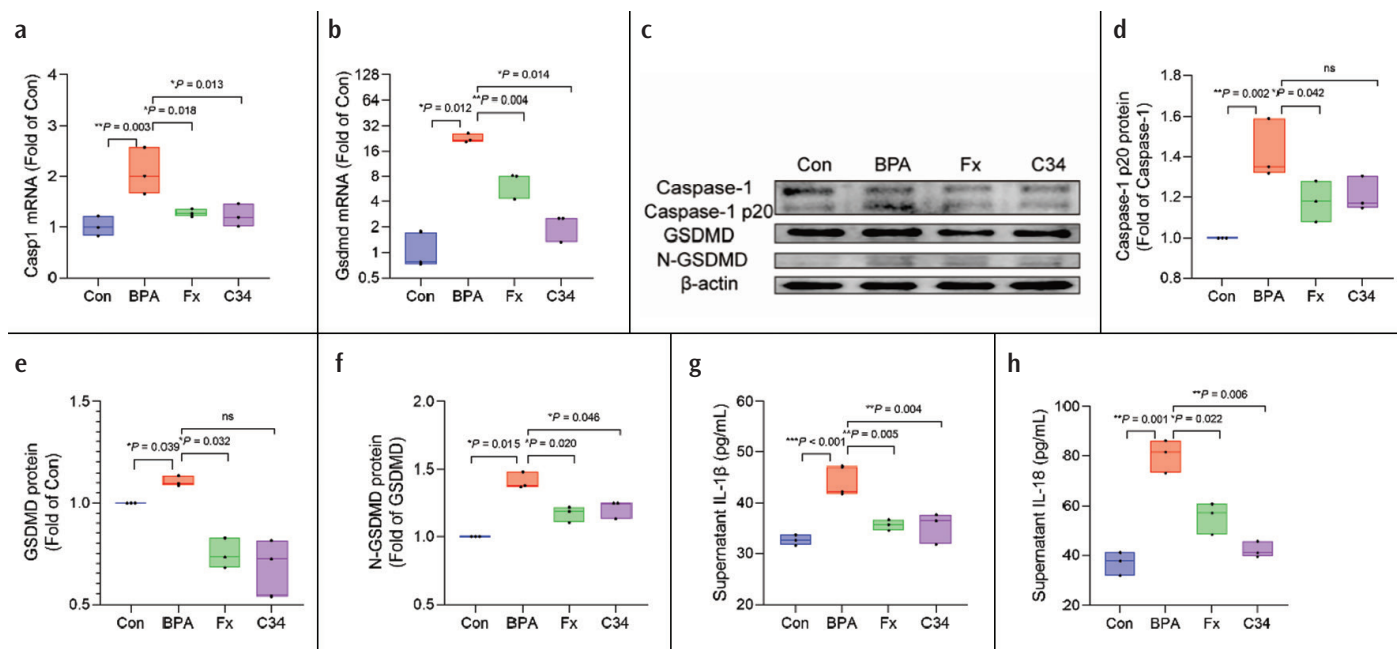 a
Casp1 mRNA (Fold of Con)
4
3
2
1
0
*P = 0.013
*P = 0.018
**P = 0.003
Con BPA Fx C34
b
Gsdmd mRNA (Fold of Con)
128
64
32
16
8
4
2
1
0.5
*P = 0.014
**P = 0.004
*P = 0.012
Con BPA Fx C34
c
Con BPA Fx C34
Caspase-1
Caspase-1 p20
GSDMD
N-GSDMD
β-actin
d
Caspase-1 p20 protein
(Fold of Caspase-1)
1.8
1.6
1.4
1.2
1.0
0.8
ns
**P = 0.002 *P = 0.042
Con BPA Fx C34
e
GSDMD protein
(Fold of Con)
1.5
1.0
0.5
ns
*P = 0.032
*P = 0.039
Con BPA Fx C34
f
N-GSDMD protein
(Fold of GSDMD)
2.0
1.5
1.0
0.5
*P = 0.046
*P = 0.015 *P = 0.020
Con BPA Fx C34
g
Supernatant IL-1β (pg/mL)
60
50
40
30
20
**P = 0.004
***P < 0.001 **P = 0.005
Con BPA Fx C34
h
Supernatant IL-18 (pg/mL)
100
80
60
40
20
**P = 0.006
**P = 0.001 *P = 0.022
Con BPA Fx C34